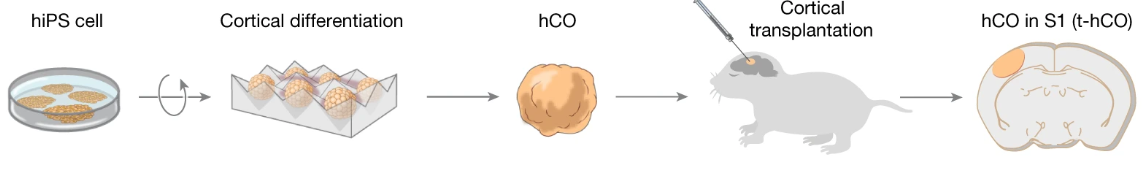 hiPS cell
Cortical differentiation
hCO
Cortical
transplantation
hCO in S1 (t-hCO)